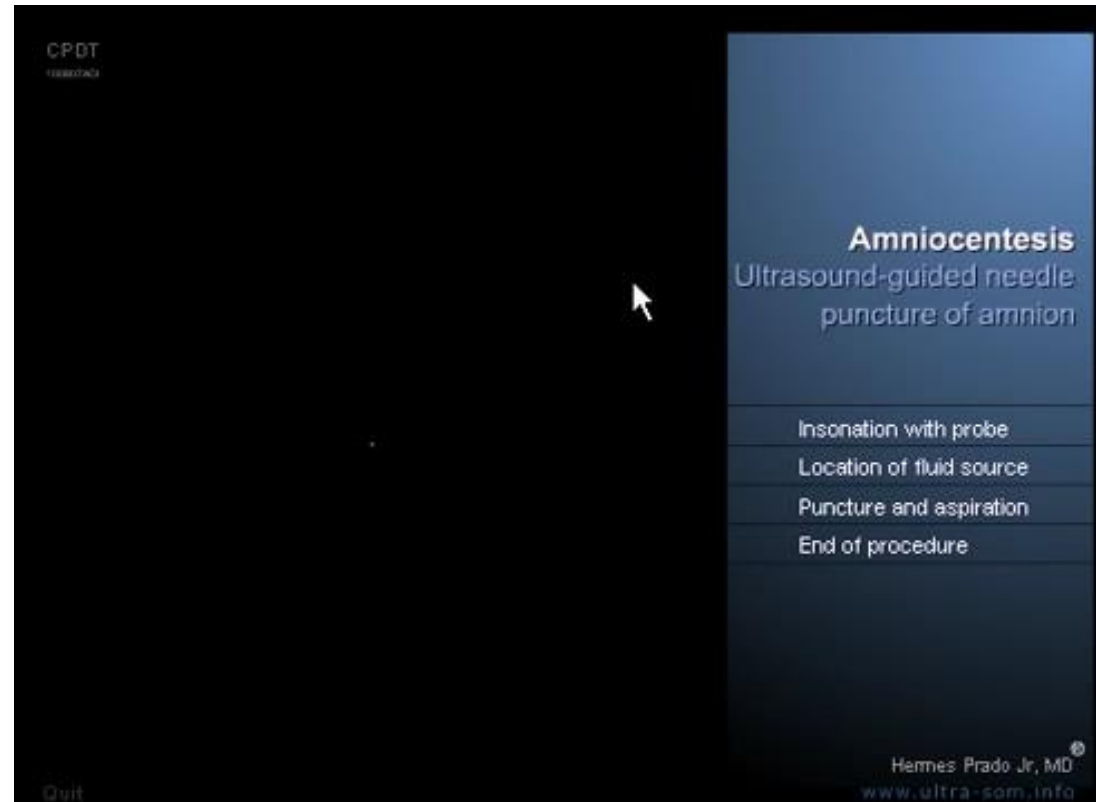 CPDT
Amniocentesis
Ultrasound-guided needle
puncture of amnion
Insonation with probe
Location of fluid source
Puncture and aspiration
End of procedure
Hermes Prado Jr, MD
Quit
www.ultra-som.info